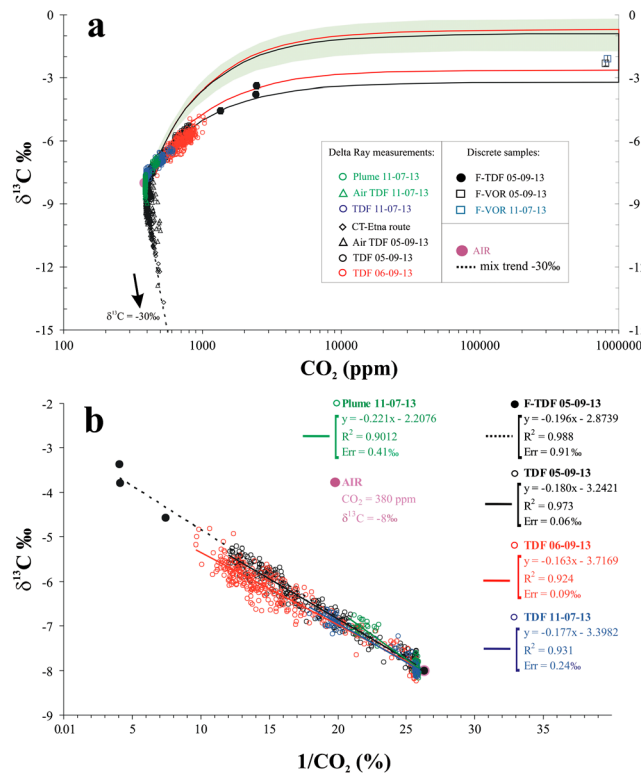 a
0
-3
-6
-9
-12
-15
δ¹³C ‰
0
-3
-6
-9
-12
-15
Delta Ray measurements:
Plume 11-07-13
Air TDF 11-07-13
TDF 11-07-13
CT-Etna route
Air TDF 05-09-13
TDF 05-09-13
TDF 06-09-13
Discrete samples:
F-TDF 05-09-13
F-VOR 05-09-13
F-VOR 11-07-13
AIR
mix trend -30‰
δ¹³C = -30‰
100 1000 10000 100000 1000000
CO₂ (ppm)
b
-2
-3
-4
-5
-6
-7
-8
-9
δ¹³C ‰
Plume 11-07-13
y = -0.221x - 2.2076
R² = 0.9012
Err = 0.41‰
AIR
CO₂ = 380 ppm
δ¹³C = -8‰
F-TDF 05-09-13
y = -0.196x - 2.8739
R² = 0.988
Err = 0.91‰
TDF 05-09-13
y = -0.180x - 3.2421
R² = 0.973
Err = 0.06‰
TDF 06-09-13
y = -0.163x - 3.7169
R² = 0.924
Err = 0.09‰
TDF 11-07-13
y = -0.177x - 3.3982
R² = 0.931
Err = 0.24‰
0.01 5 10 15 20 25 30 35
1/CO₂ (%)